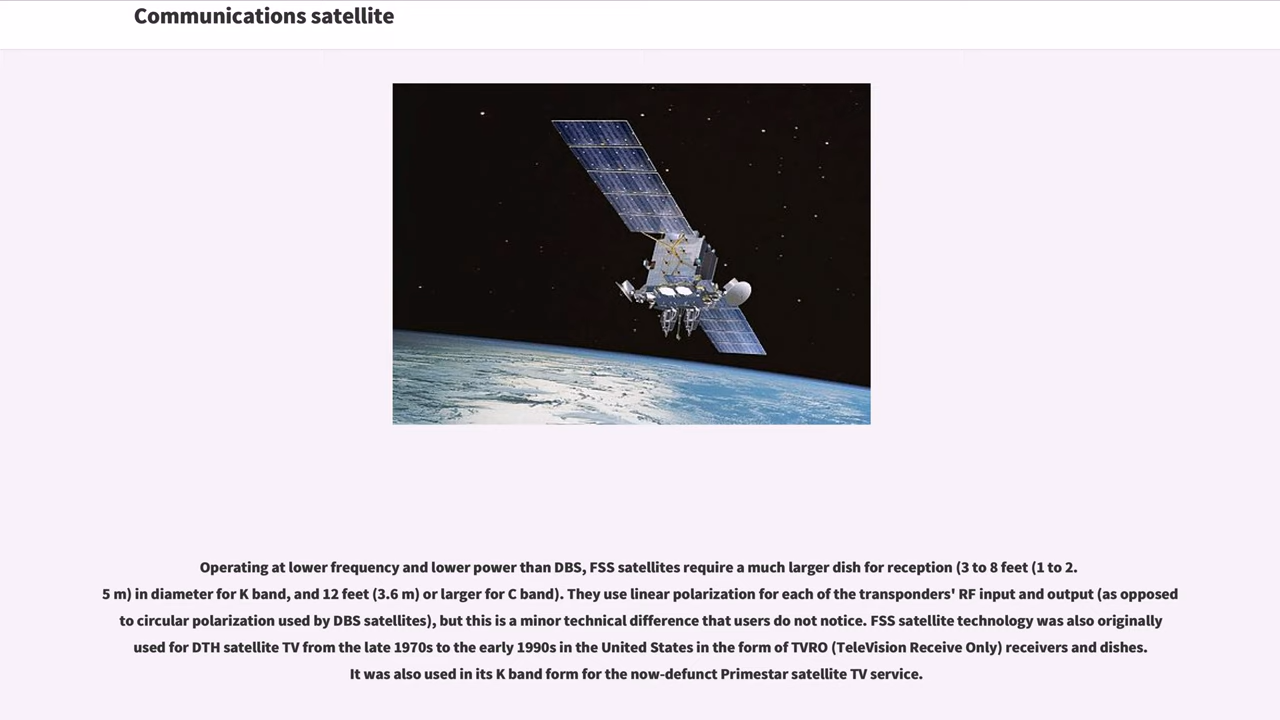 Communications satellite
Operating at lower frequency and lower power than DBS, FSS satellites require a much larger dish for reception (3 to 8 feet (1 to 2.
5 m) in diameter for K band, and 12 feet (3.6 m) or larger for C band). They use linear polarization for each of the transponders' RF input and output (as opposed
to circular polarization used by DBS satellites), but this is a minor technical difference that users do not notice. FSS satellite technology was also originally
used for DTH satellite TV from the late 1970s to the early 1990s in the United States in the form of TVRO (TeleVision Receive Only) receivers and dishes.
It was also used in its K band form for the now-defunct Primestar satellite TV service.